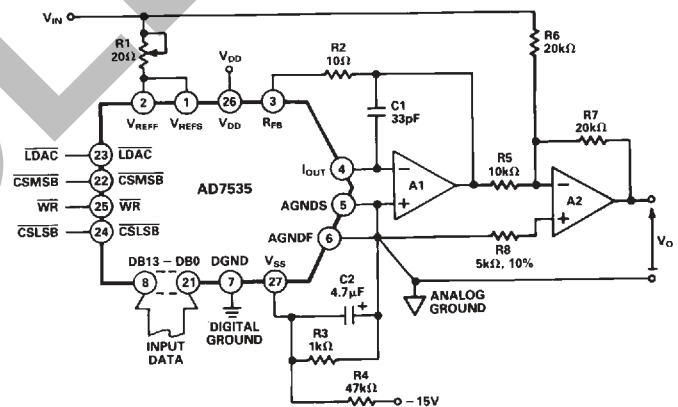 VIN
R1
20Ω
VDD
R2
10Ω
R6
20kΩ
C1
33pF
R7
20kΩ
2
1
26
3
VREFF
VREFS
VDD
RFB
LDAC
23
LDAC
CSMSB
22
CSMSB
WR
25
WR
CSLSB
24
CSLSB
AD7535
IOUT
4
AGNDS
5
AGNDF
6
A1
R5
10kΩ
A2
VO
R8
5kΩ, 10%
DB13 – DB0
DGND
VSS
8
21
7
27
INPUT
DATA
DIGITAL
GROUND
C2
4.7µF
ANALOG
GROUND
R3
1kΩ
R4
47kΩ
–15V